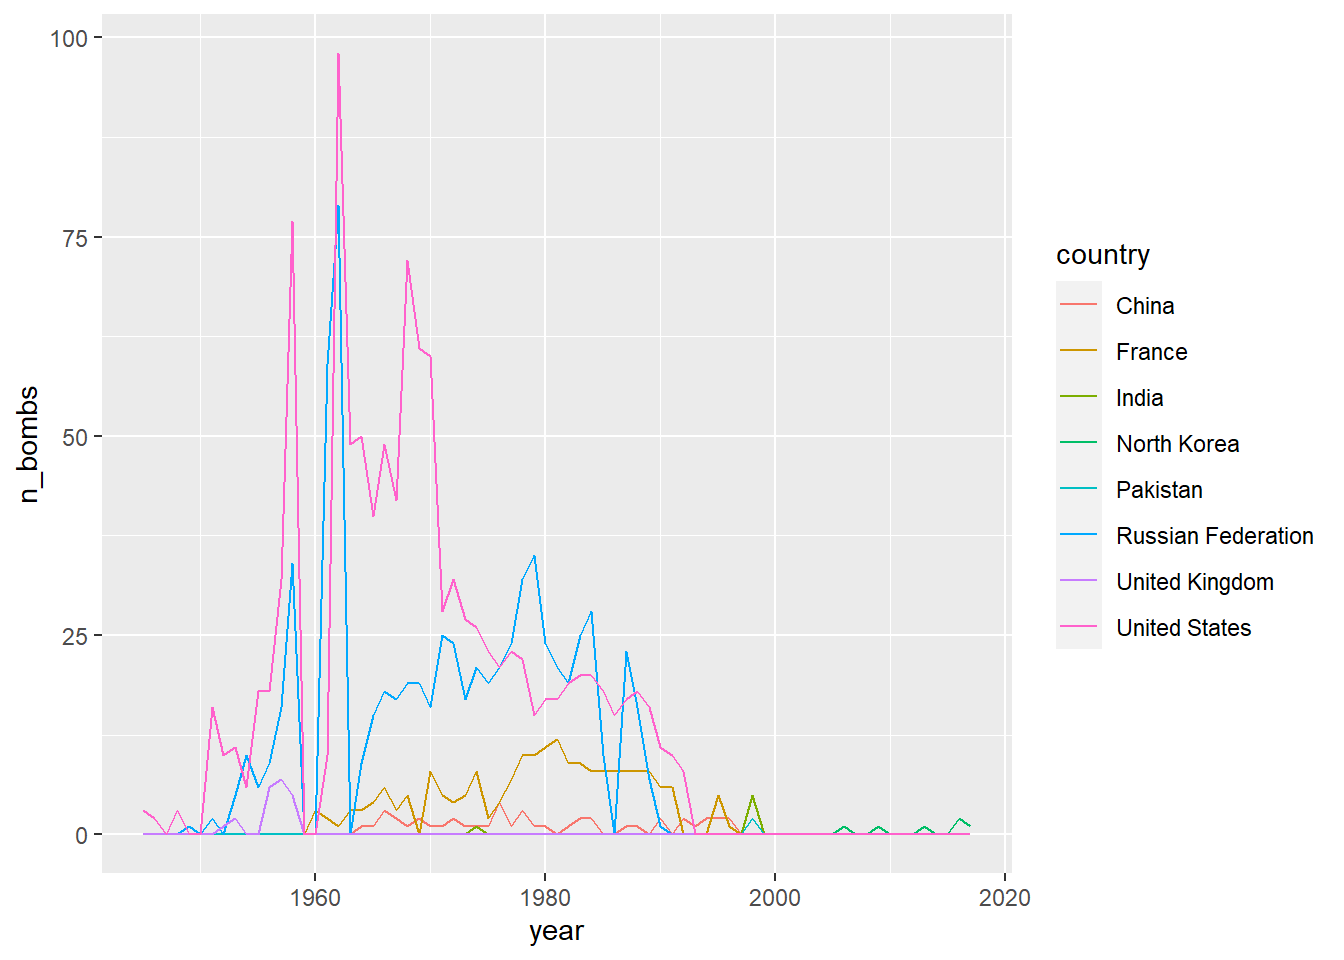 100
75
50
25
0
n_bombs
1960
1980
2000
2020
year
country
China
France
India
North Korea
Pakistan
Russian Federation
United Kingdom
United States